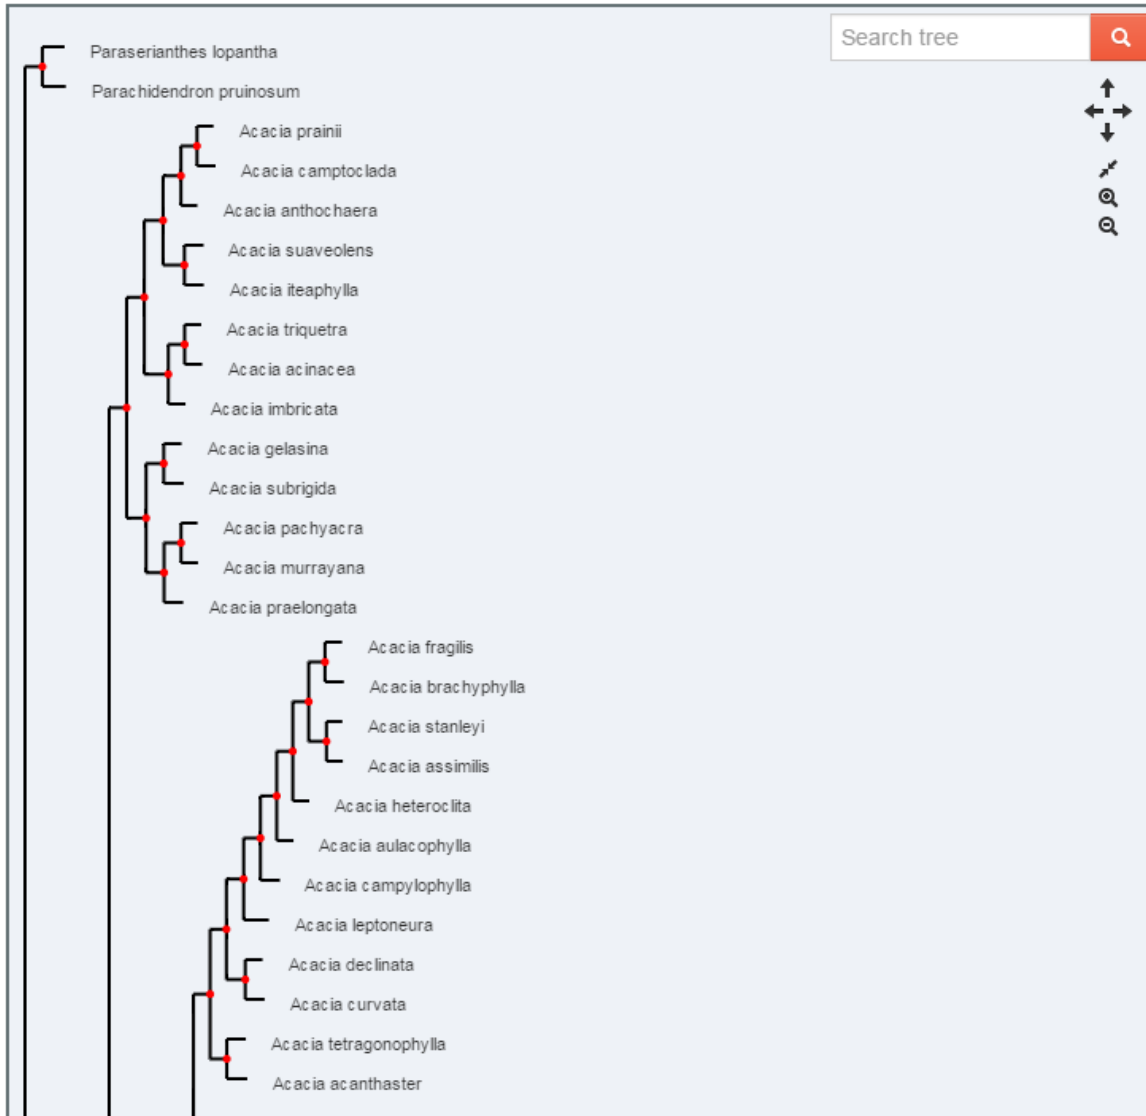 Search tree
Paraserianthes lopantha
Parachidendron pruinosum
Acacia prainii
Acacia camptoclada
Acacia anthochaera
Acacia suaveolens
Acacia iteaphylla
Acacia triquetra
Acacia acinacea
Acacia imbricata
Acacia gelasina
Acacia subrigida
Acacia pachyacra
Acacia murrayana
Acacia praelongata
Acacia fragilis
Acacia brachyphylla
Acacia stanleyi
Acacia assimilis
Acacia heteroclita
Acacia aulacophylla
Acacia campylophylla
Acacia leptoneura
Acacia declinata
Acacia curvata
Acacia tetragonophylla
Acacia acanthaster